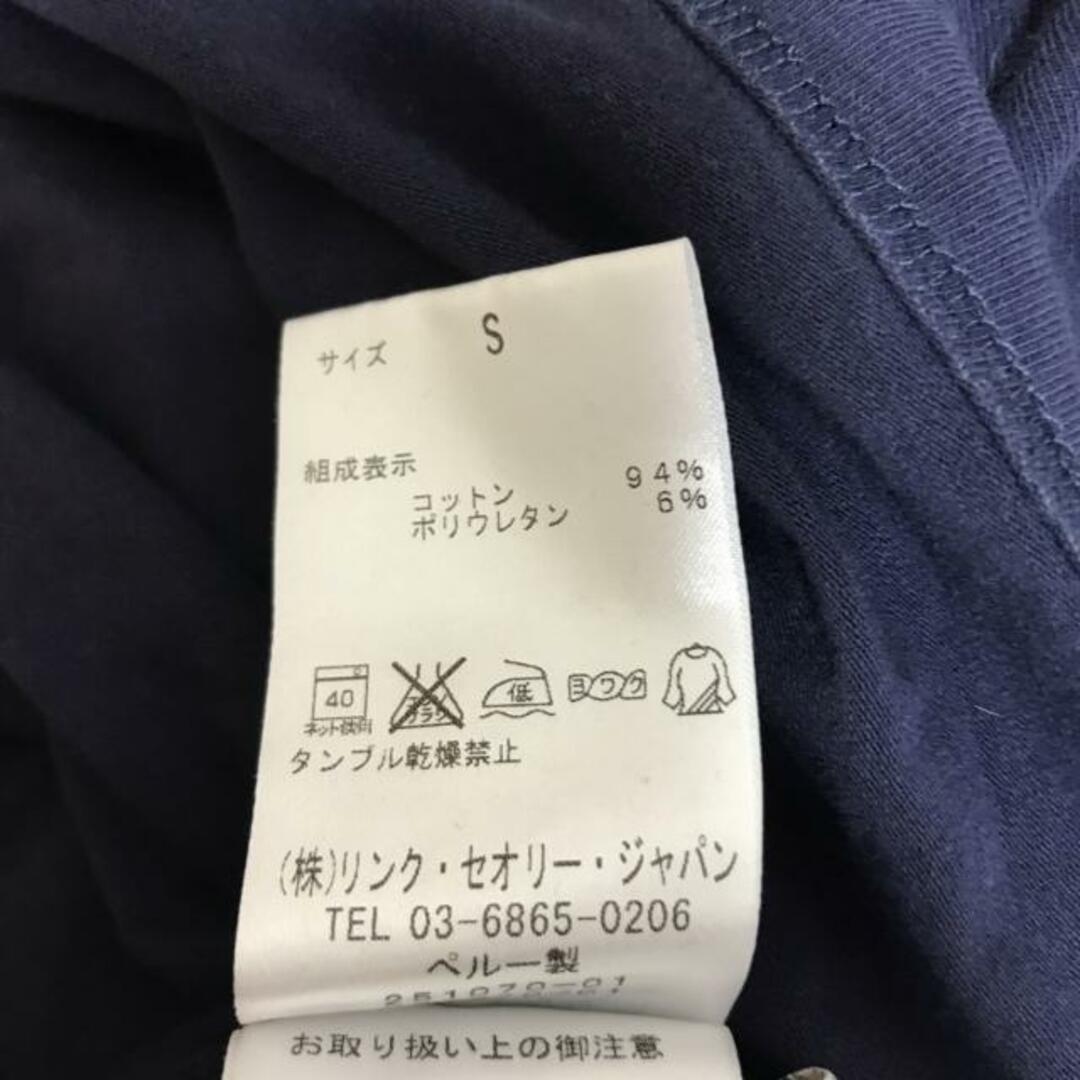 サイズ S
組成表示
コットン 94%
ポリウレタン 6%
40 低 ヨワク
ネット使用
タンブル乾燥禁止
(株)リンク・セオリー・ジャパン
TEL 03-6865-0206
ペルー製
251070-01
お取り扱い上の御注意